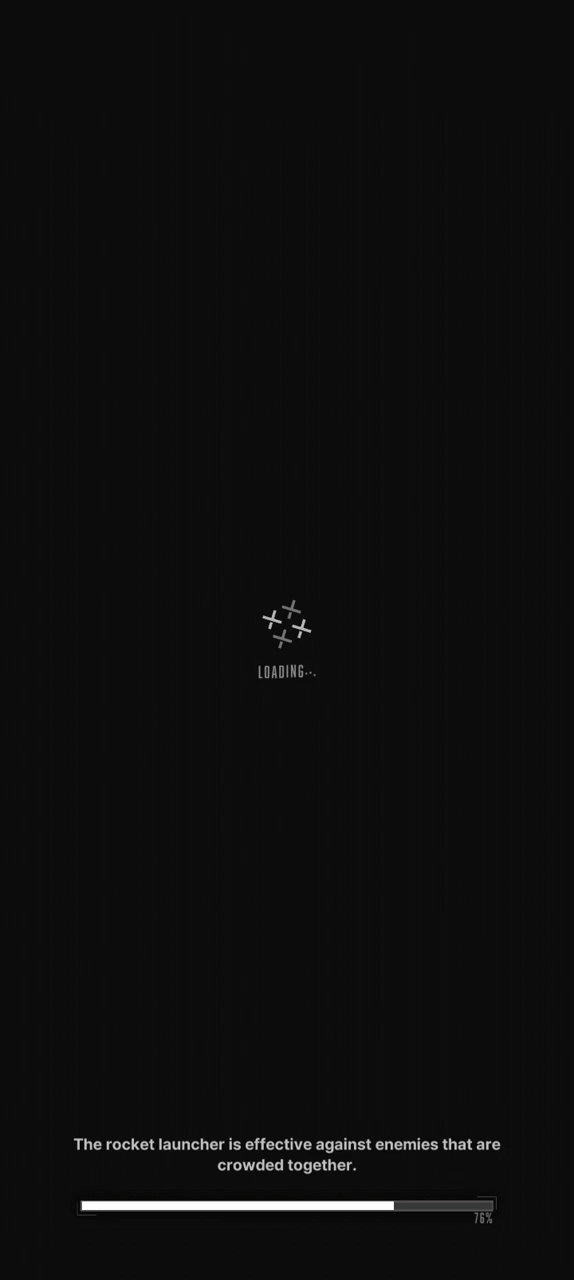 LOADING...
The rocket launcher is effective against enemies that are
crowded together.
76%